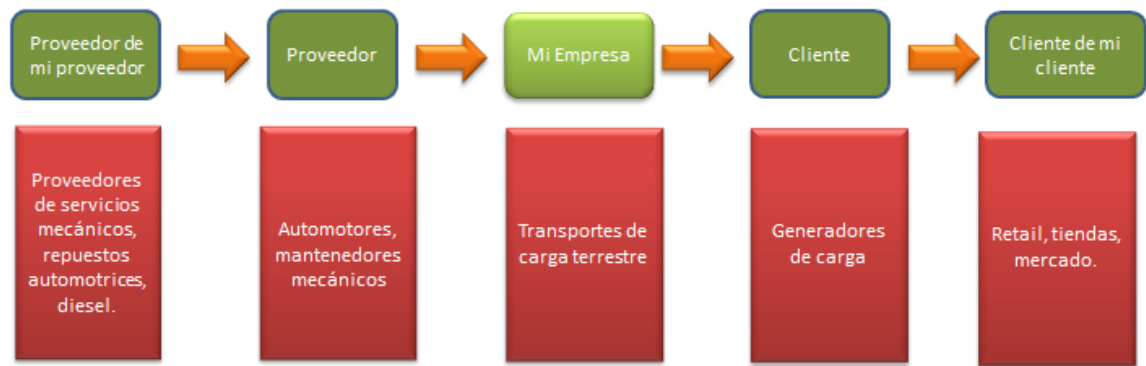 Proveedor de
mi proveedor
Proveedor
Mi Empresa
Cliente
Cliente de mi
cliente
Proveedores
de servicios
mecánicos,
repuestos
automotrices,
diesel.
Automotores,
mantenedores
mecánicos
Transportes de
carga terrestre
Generadores
de carga
Retail, tiendas,
mercado.